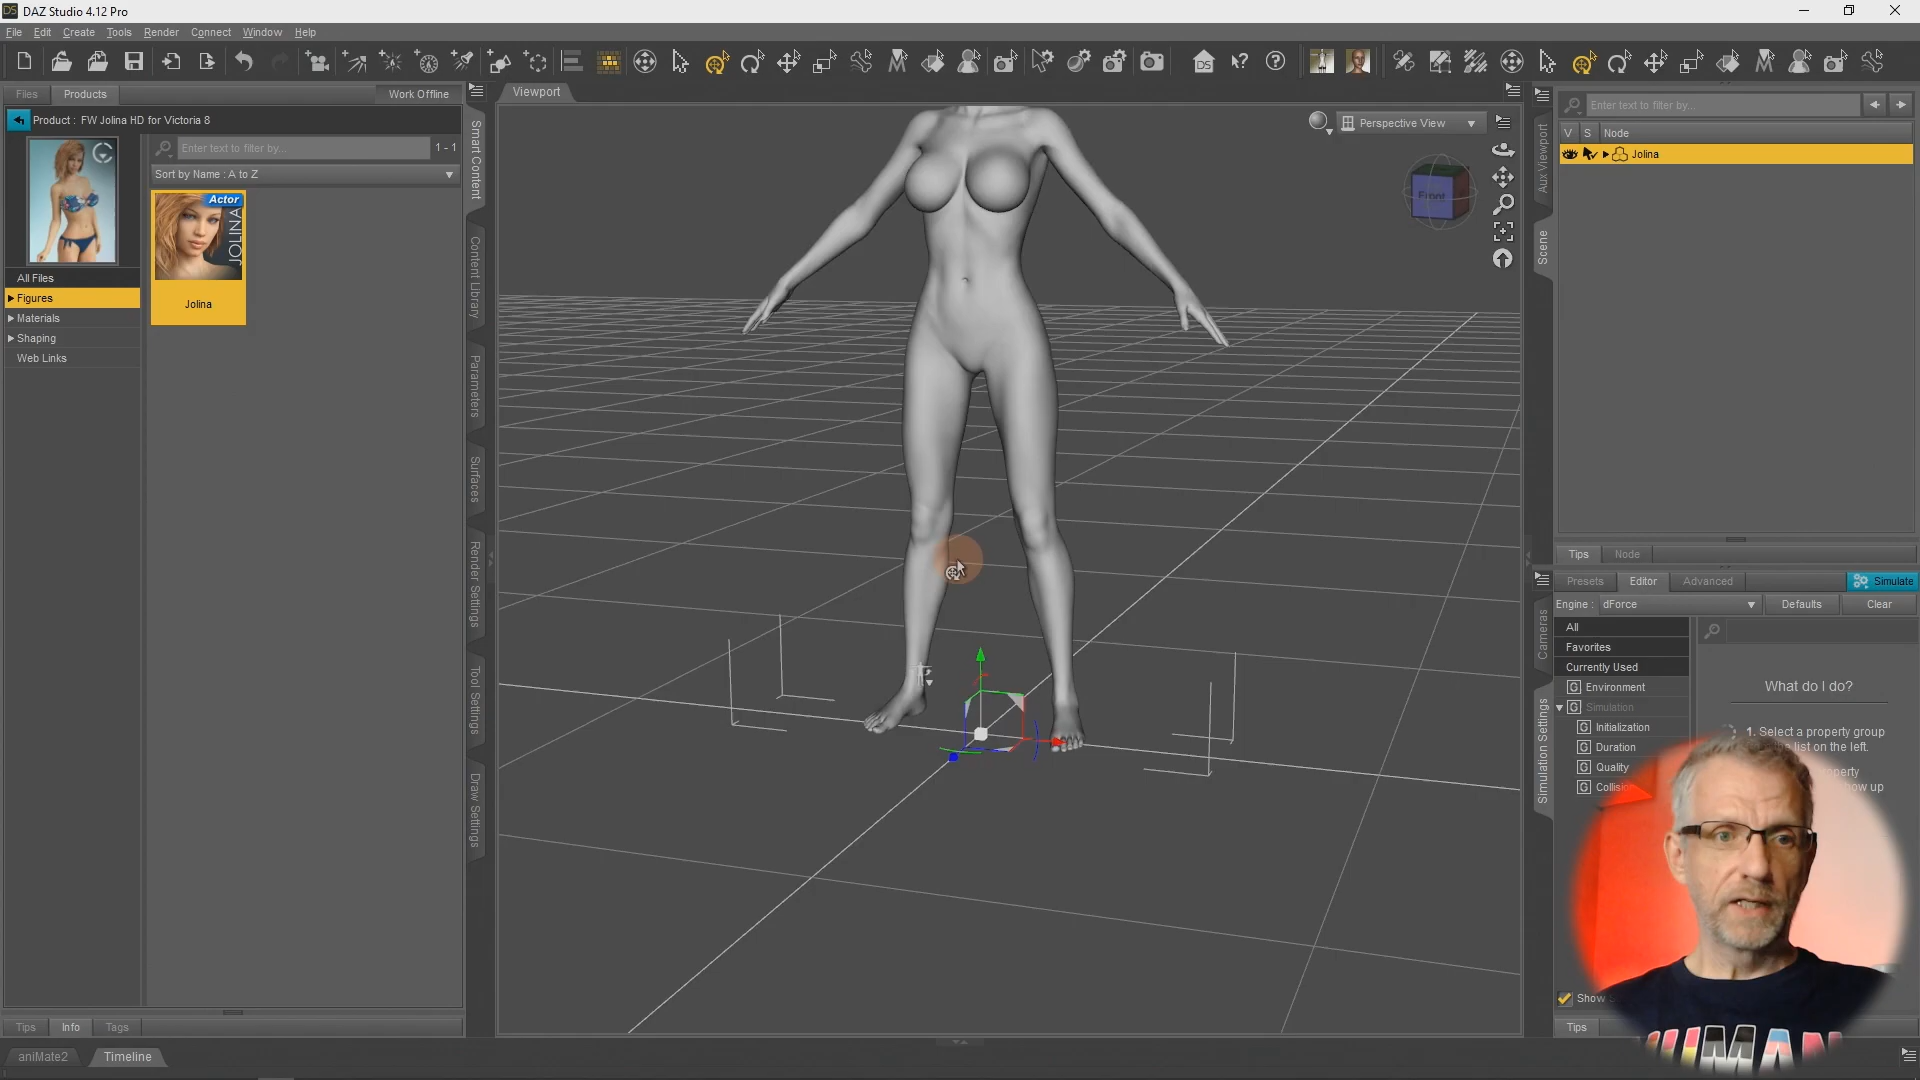 DAZ Studio 4.12 Pro
File Edit Create Tools Render Connect Window Help
Files Products Work Offline
Product : FW Jolina HD for Victoria 8
Enter text to filter by...
1 - 1
Sort by Name : A to Z
All Files
Figures
Materials
Shaping
Web Links
Actor
JOLINA
Jolina
Smart Content
Content Library
Parameters
Surfaces
Render Settings
Tool Settings
Draw Settings
Tips Info Tags
aniMate2 Timeline
Viewport
Perspective View
Front
Aux Viewport
Scene
Enter text to filter by...
V S Node
Jolina
Tips Node
Presets Editor Advanced Simulate
Engine : dForce Defaults Clear
Cameras
Simulation Settings
All
Favorites
Currently Used
Environment
Simulation
Initialization
Duration
Quality
What do I do?
1. Select a property group
list on the left.
Show
Tips
HUMAN